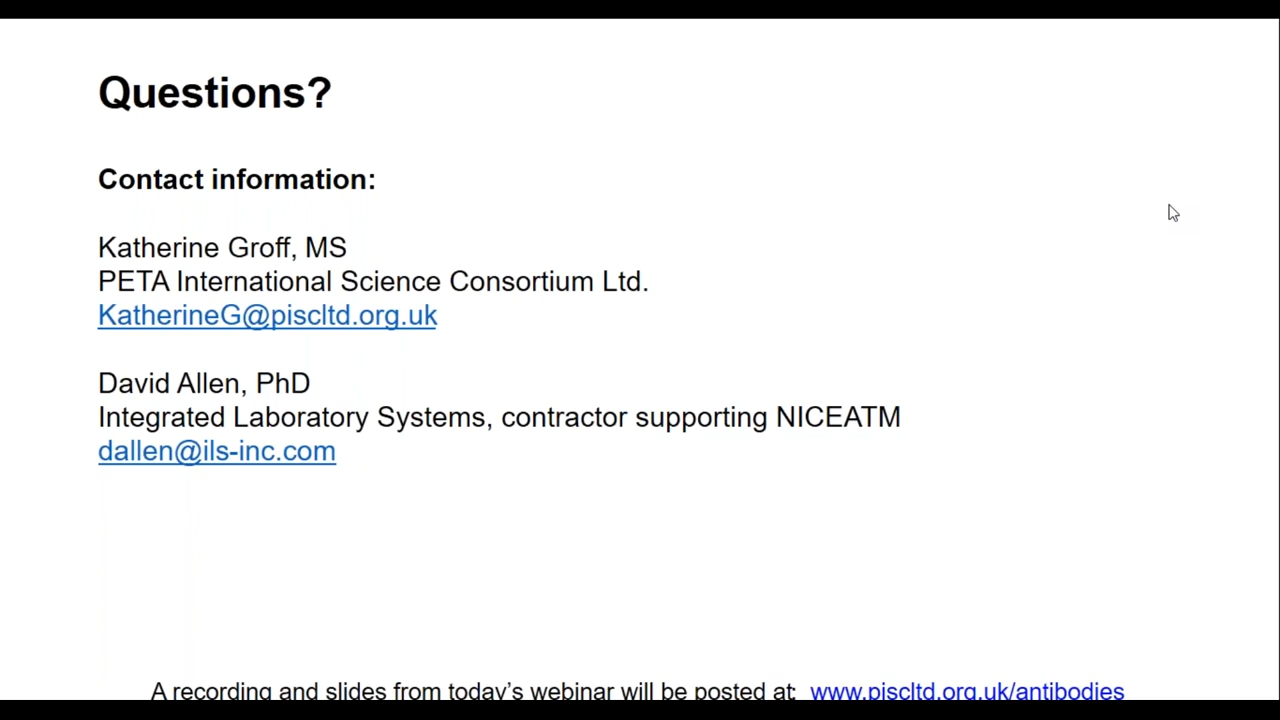 Questions?
Contact information:
Katherine Groff, MS
PETA International Science Consortium Ltd.
KatherineG@piscltd.org.uk
David Allen, PhD
Integrated Laboratory Systems, contractor supporting NICEATM
dallen@ils-inc.com
A recording and slides from today’s webinar will be posted at: www.piscltd.org.uk/antibodies